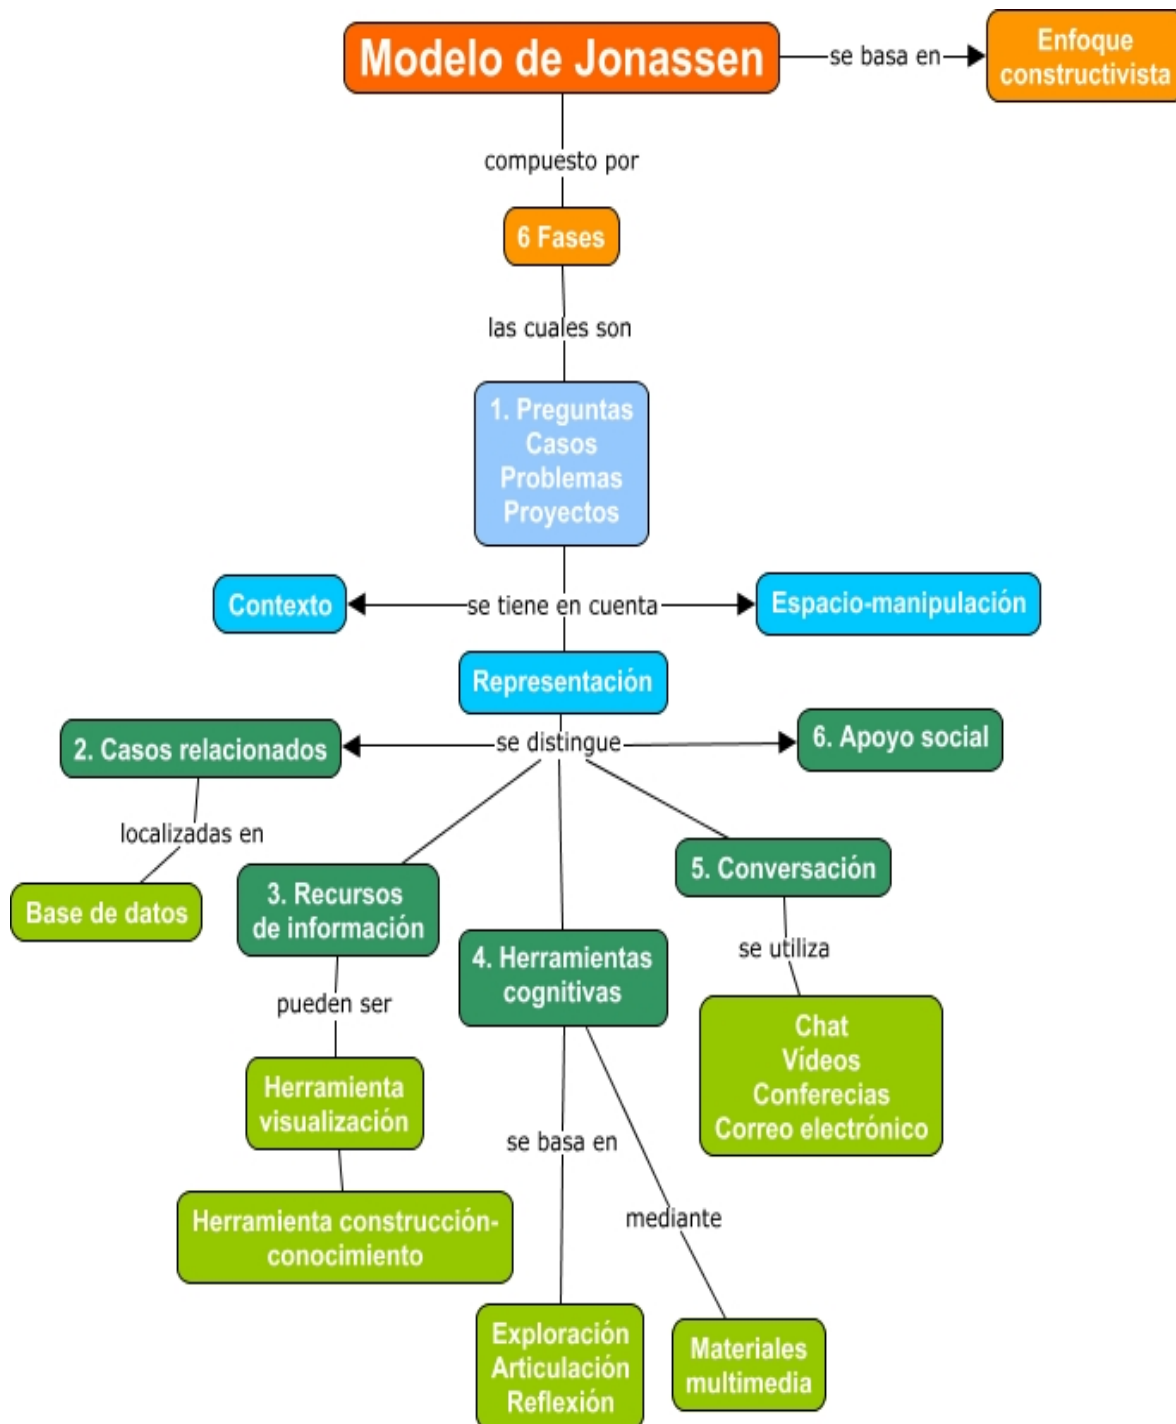 Modelo de Jonassen
se basa en
Enfoque
constructivista
compuesto por
6 Fases
las cuales son
1. Preguntas
Casos
Problemas
Proyectos
Contexto
se tiene en cuenta
Espacio-manipulación
Representación
2. Casos relacionados
se distingue
6. Apoyo social
localizadas en
Base de datos
3. Recursos
de información
pueden ser
Herramienta
visualización
Herramienta construcción-
conocimiento
4. Herramientas
cognitivas
se basa en
Exploración
Articulación
Reflexión
mediante
Materiales
multimedia
5. Conversación
se utiliza
Chat
Vídeos
Conferecias
Correo electrónico